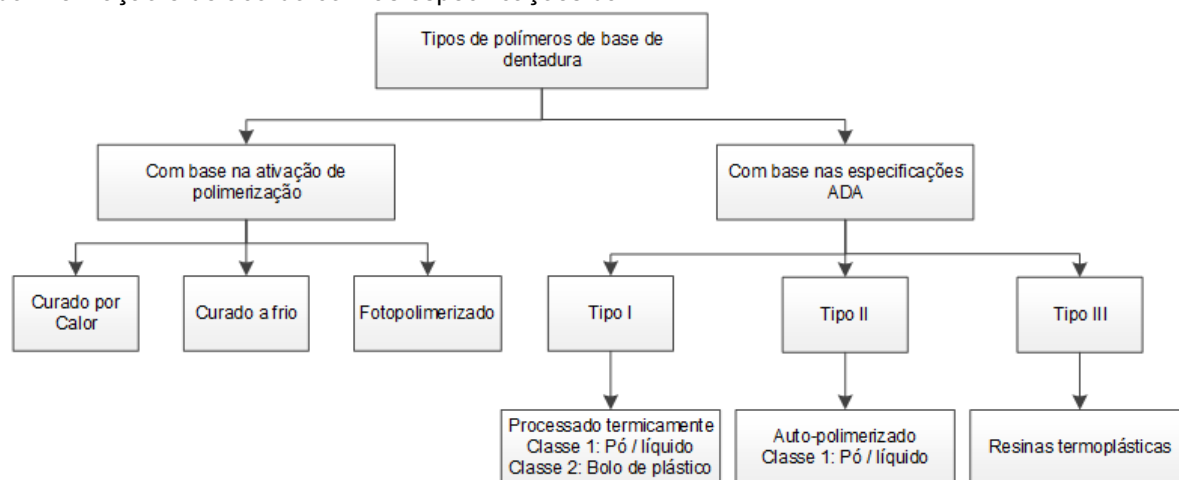 Tipos de polímeros de base de
dentadura
Com base na ativação de
polimerização
Com base nas especificações
ADA
Curado por
Calor
Curado a frio
Fotopolimerizado
Tipo I
Tipo II
Tipo III
Processado termicamente
Classe 1: Pó / líquido
Classe 2: Bolo de plástico
Auto-polimerizado
Classe 1: Pó / líquido
Resinas termoplásticas